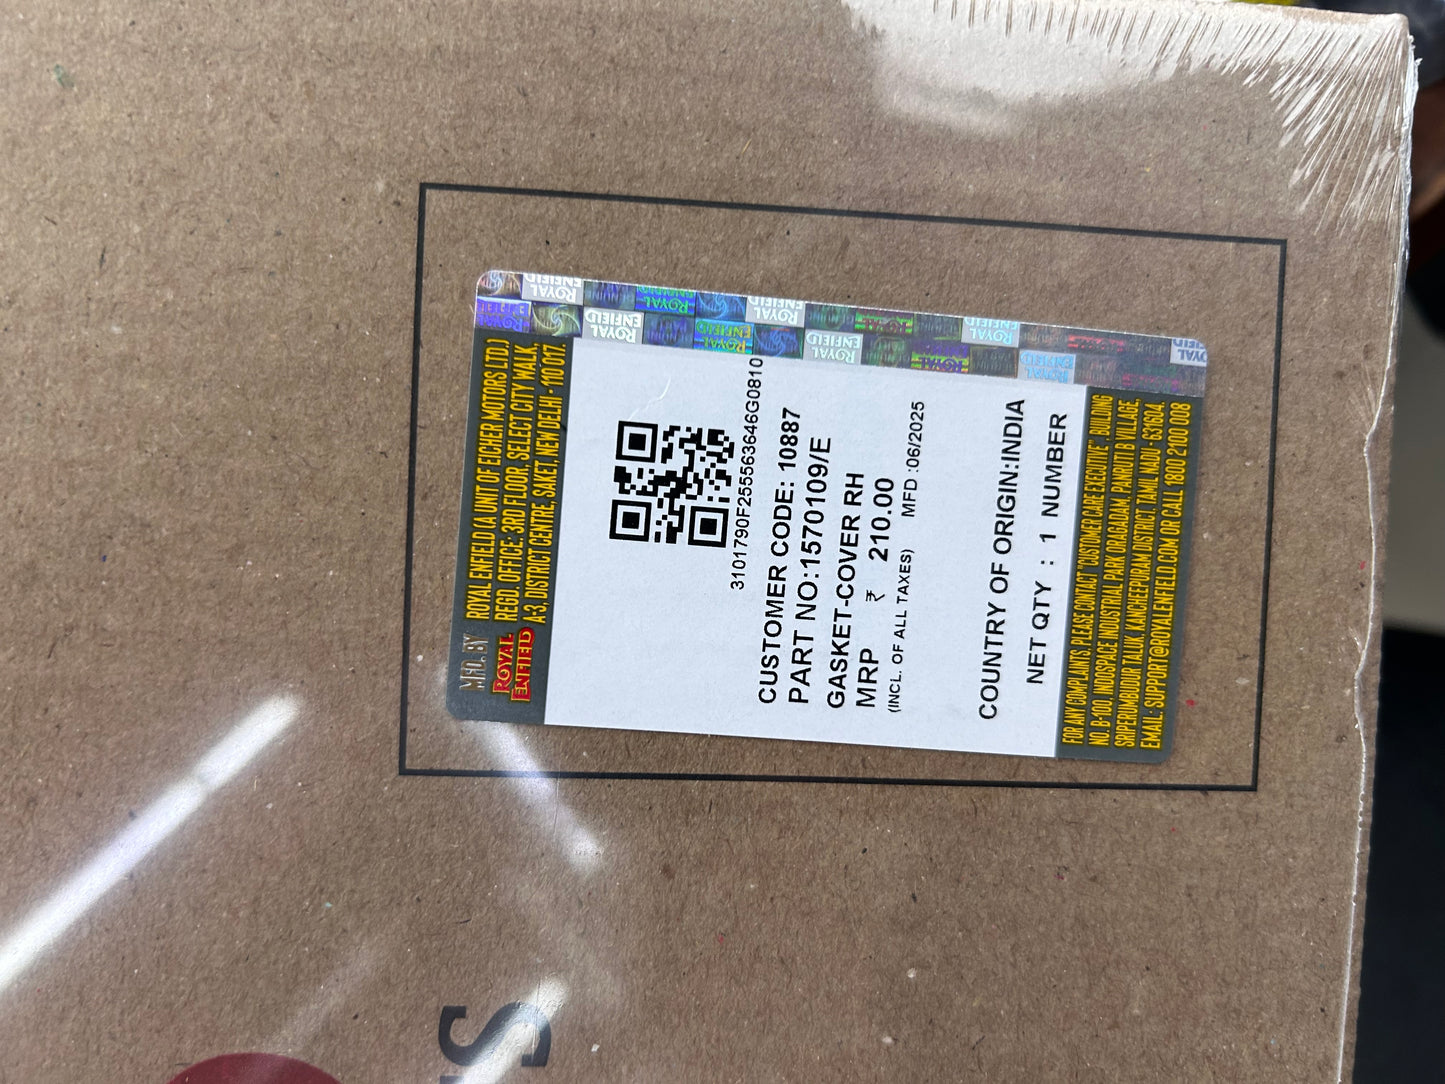 MFD. BY
ROYAL ENFIELD
ROYAL ENFIELD (A UNIT OF EICHER MOTORS LTD.)
REGD. OFFICE: 3RD FLOOR, SELECT CITY WALK,
A-3, DISTRICT CENTRE, SAKET, NEW DELHI - 110 017.
3101790F255563646G0810
CUSTOMER CODE: 10887
PART NO:1570109/E
GASKET-COVER RH
MRP ₹ 210.00
(INCL. OF ALL TAXES) MFD :06/2025
COUNTRY OF ORIGIN:INDIA
NET QTY : 1 NUMBER
FOR ANY COMPLAINTS, PLEASE CONTACT "CUSTOMER CARE EXECUTIVE", BUILDING
NO. B-100, INDOSPACE INDUSTRIAL PARK ORAGADAM, PANRUTI B VILLAGE,
SRIPERUMBUDUR TALUK, KANCHEEPURAM DISTRICT, TAMIL NADU - 631604.
EMAIL: SUPPORT@ROYALENFIELD.COM OR CALL 1800 2100 008
ROYAL ENFIELD
S